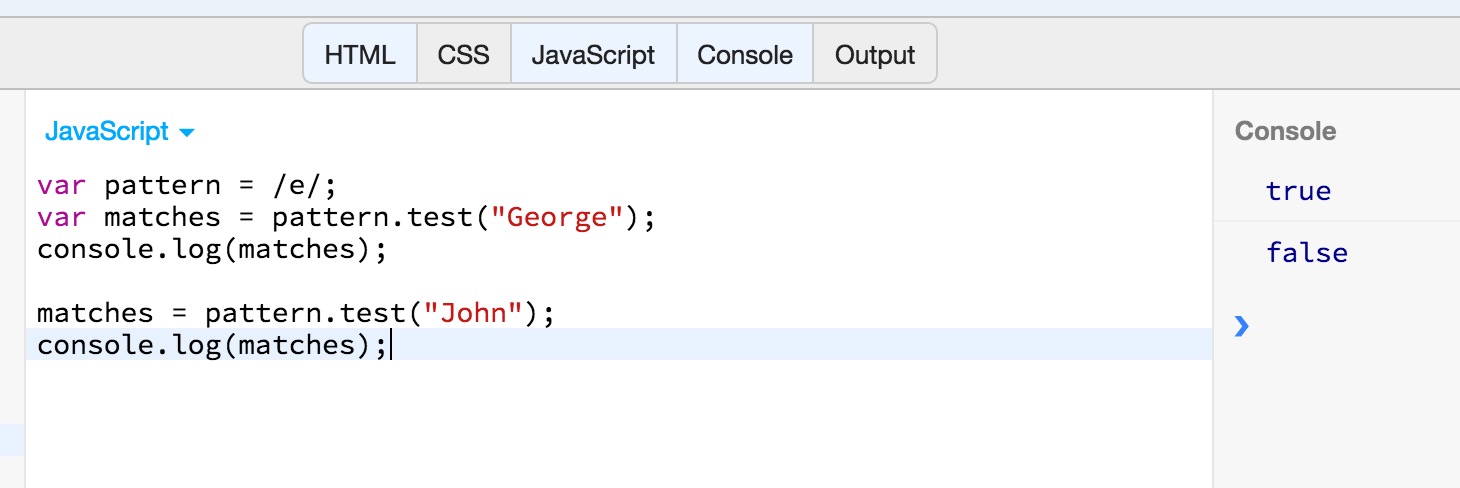 HTML CSS JavaScript Console Output
JavaScript
var pattern = /e/;
var matches = pattern.test("George");
console.log(matches);
matches = pattern.test("John");
console.log(matches);
Console
true
false